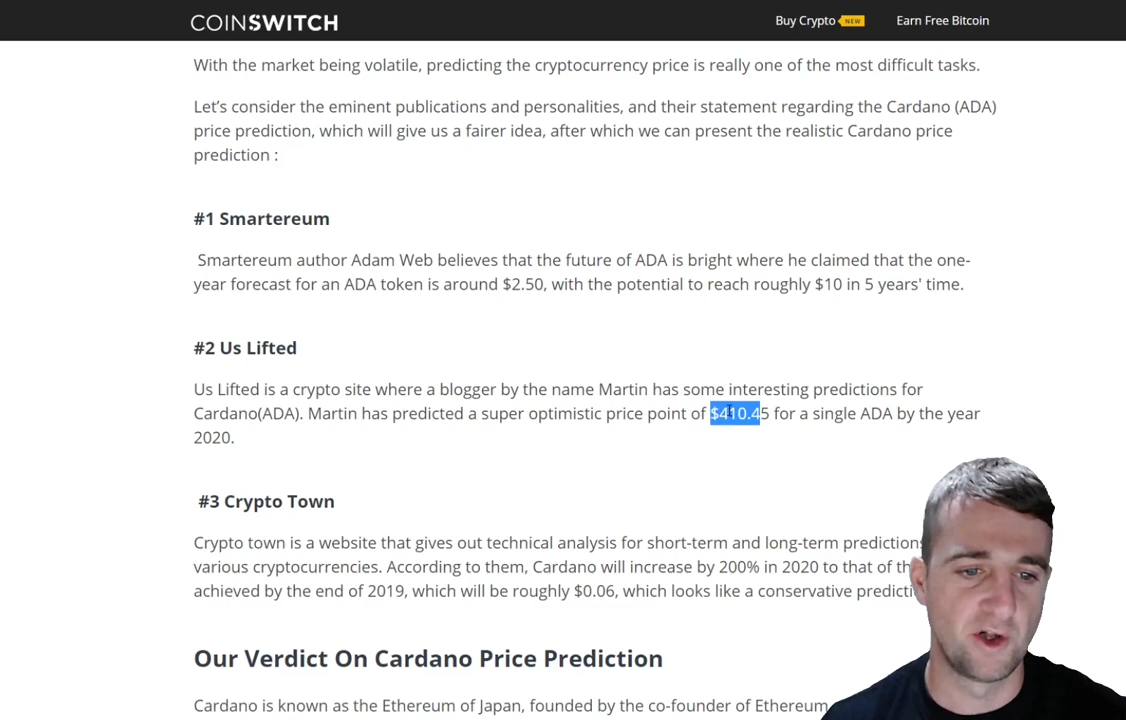 COINSWITCH
Buy Crypto NEW
Earn Free Bitcoin
With the market being volatile, predicting the cryptocurrency price is really one of the most difficult tasks.
Let's consider the eminent publications and personalities, and their statement regarding the Cardano (ADA)
price prediction, which will give us a fairer idea, after which we can present the realistic Cardano price
prediction :
#1 Smartereum
Smartereum author Adam Web believes that the future of ADA is bright where he claimed that the one-
year forecast for an ADA token is around $2.50, with the potential to reach roughly $10 in 5 years' time.
#2 Us Lifted
Us Lifted is a crypto site where a blogger by the name Martin has some interesting predictions for
Cardano(ADA). Martin has predicted a super optimistic price point of $410.45 for a single ADA by the year
2020.
#3 Crypto Town
Crypto town is a website that gives out technical analysis for short-term and long-term predictions
various cryptocurrencies. According to them, Cardano will increase by 200% in 2020 to that of
achieved by the end of 2019, which will be roughly $0.06, which looks like a conservative
Our Verdict On Cardano Price Prediction
Cardano is known as the Ethereum of Japan, founded by the co-founder of Ethereum